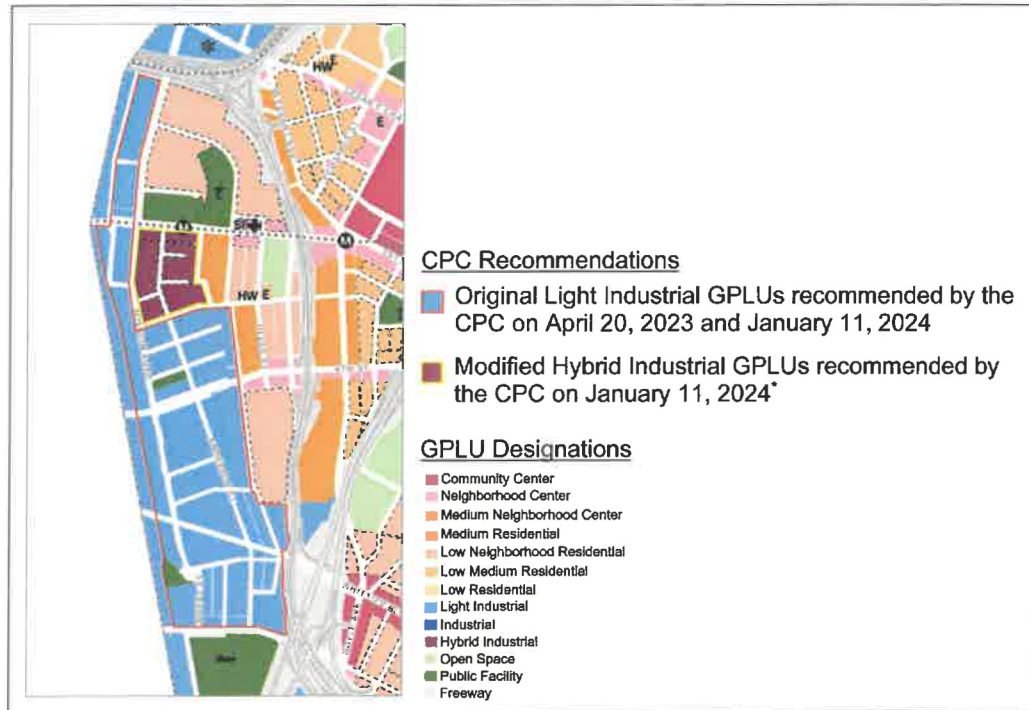 HW E
E
M
HW E
CPC Recommendations
Original Light Industrial GPLUs recommended by the
CPC on April 20, 2023 and January 11, 2024
Modified Hybrid Industrial GPLUs recommended by
the CPC on January 11, 2024*
GPLU Designations
Community Center
Neighborhood Center
Medium Neighborhood Center
Medium Residential
Low Neighborhood Residential
Low Medium Residential
Low Residential
Light Industrial
Industrial
Hybrid Industrial
Open Space
Public Facility
Freeway